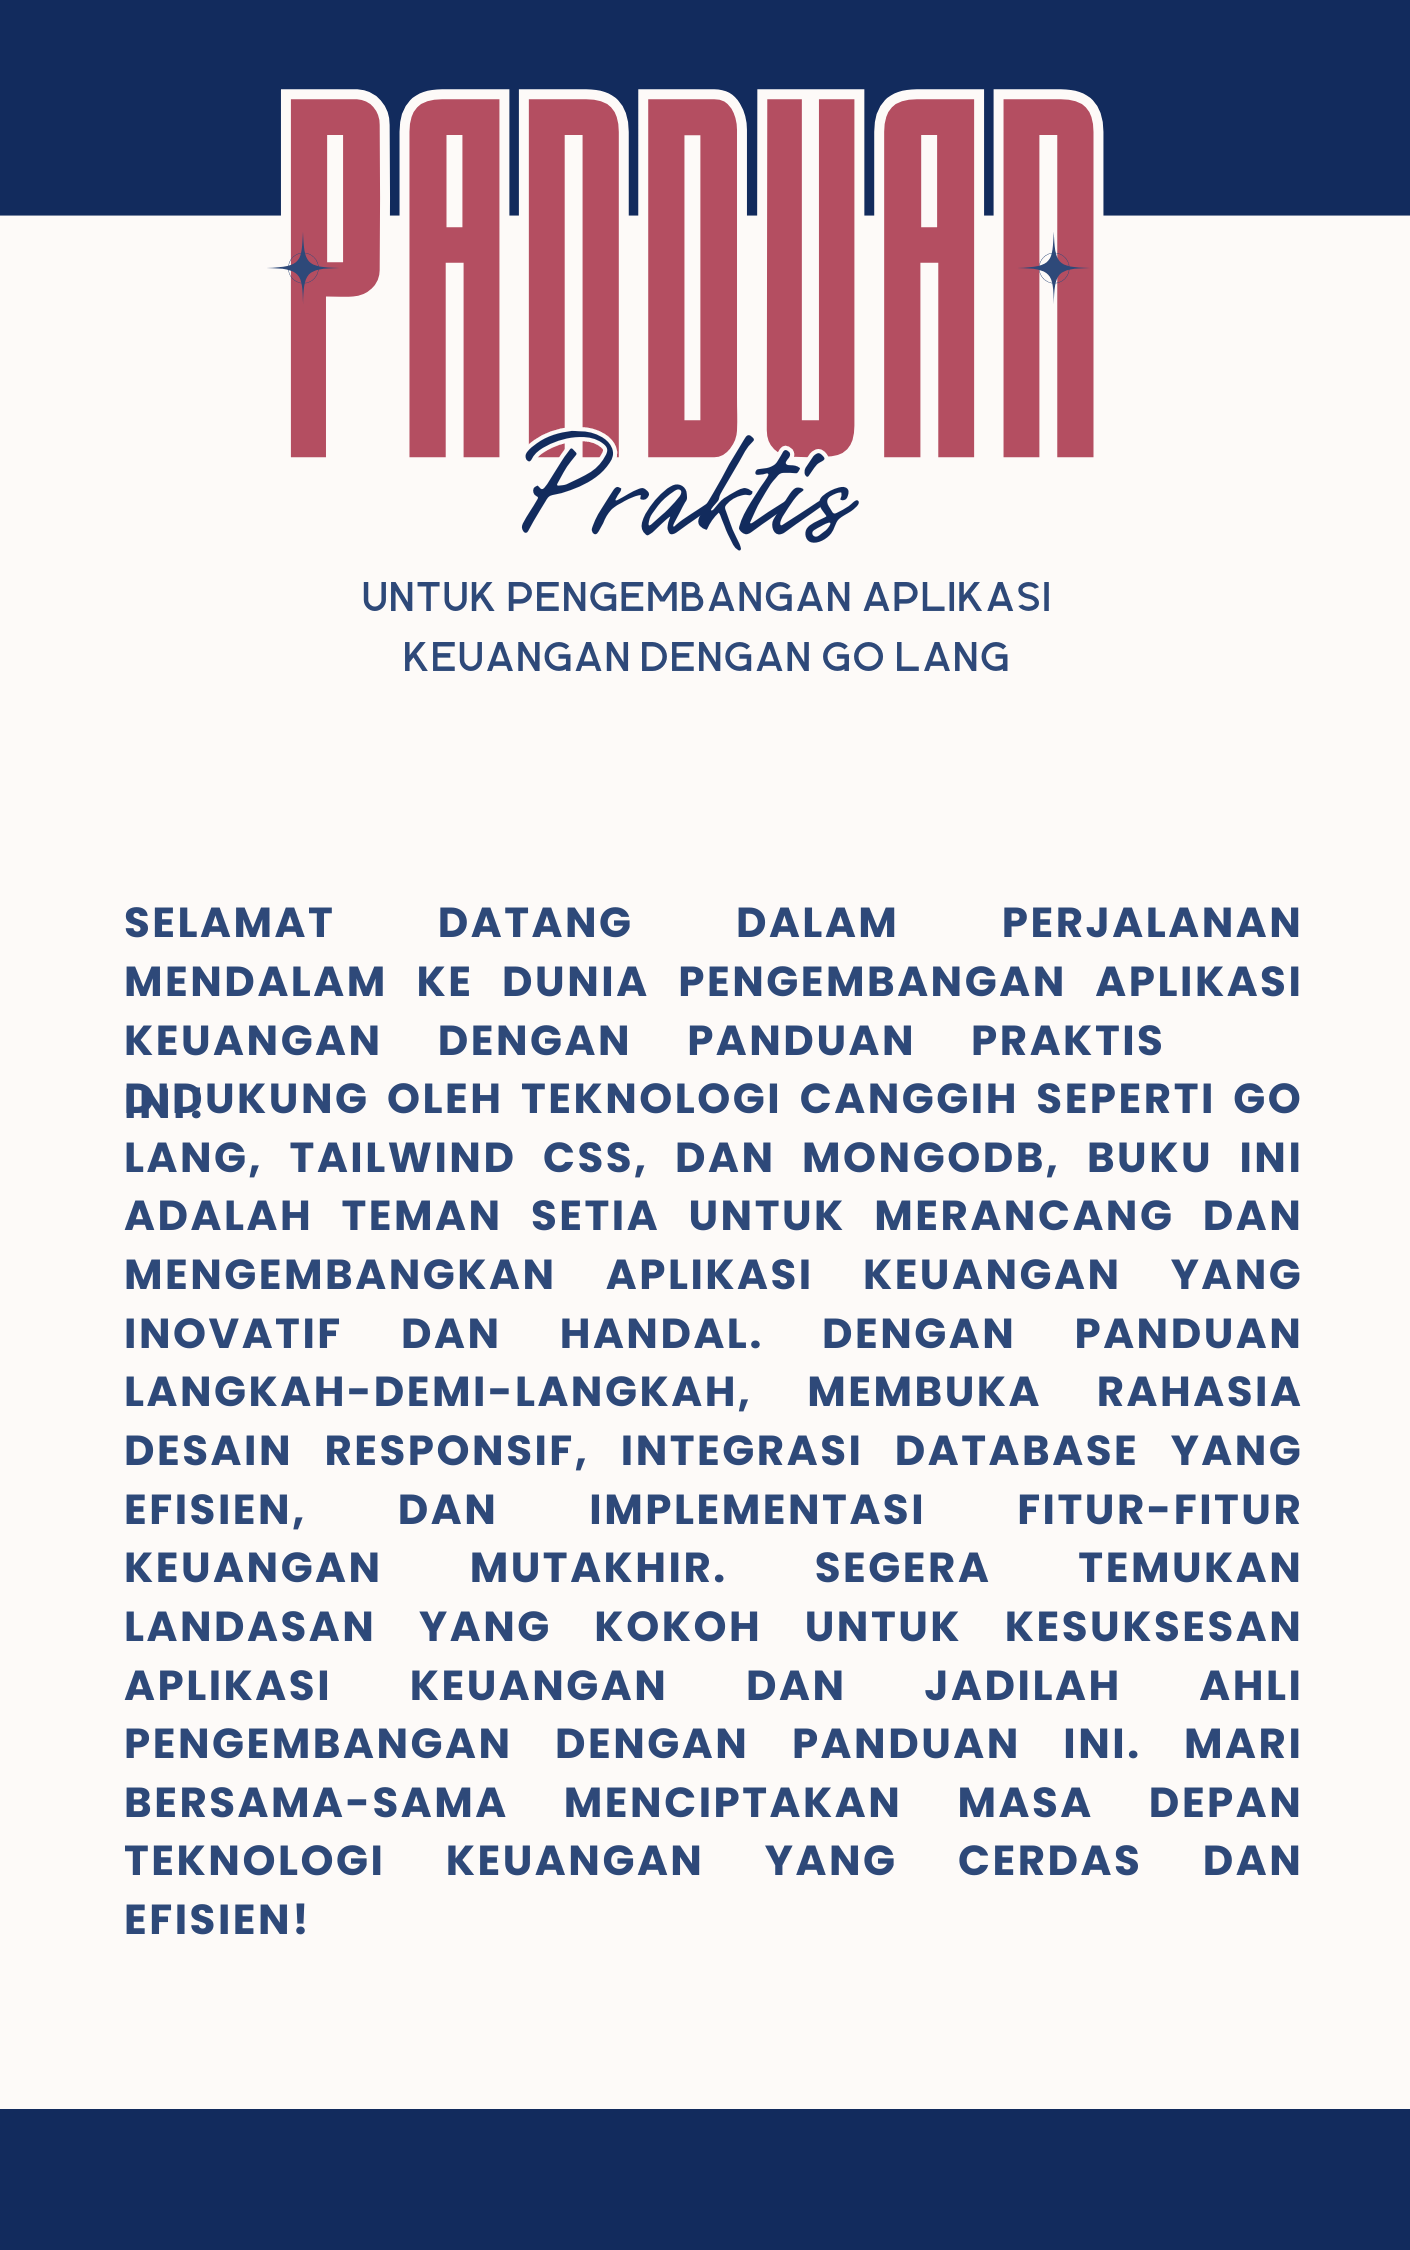 PANDUAN
Praktis
UNTUK PENGEMBANGAN APLIKASI
KEUANGAN DENGAN GO LANG
SELAMAT DATANG DALAM PERJALANAN
MENDALAM KE DUNIA PENGEMBANGAN APLIKASI
KEUANGAN DENGAN PANDUAN PRAKTIS
INI.
DIDUKUNG OLEH TEKNOLOGI CANGGIH SEPERTI GO
LANG, TAILWIND CSS, DAN MONGODB, BUKU INI
ADALAH TEMAN SETIA UNTUK MERANCANG DAN
MENGEMBANGKAN APLIKASI KEUANGAN YANG
INOVATIF DAN HANDAL. DENGAN PANDUAN
LANGKAH-DEMI-LANGKAH, MEMBUKA RAHASIA
DESAIN RESPONSIF, INTEGRASI DATABASE YANG
EFISIEN, DAN IMPLEMENTASI FITUR-FITUR
KEUANGAN MUTAKHIR. SEGERA TEMUKAN
LANDASAN YANG KOKOH UNTUK KESUKSESAN
APLIKASI KEUANGAN DAN JADILAH AHLI
PENGEMBANGAN DENGAN PANDUAN INI. MARI
BERSAMA-SAMA MENCIPTAKAN MASA DEPAN
TEKNOLOGI KEUANGAN YANG CERDAS DAN
EFISIEN!